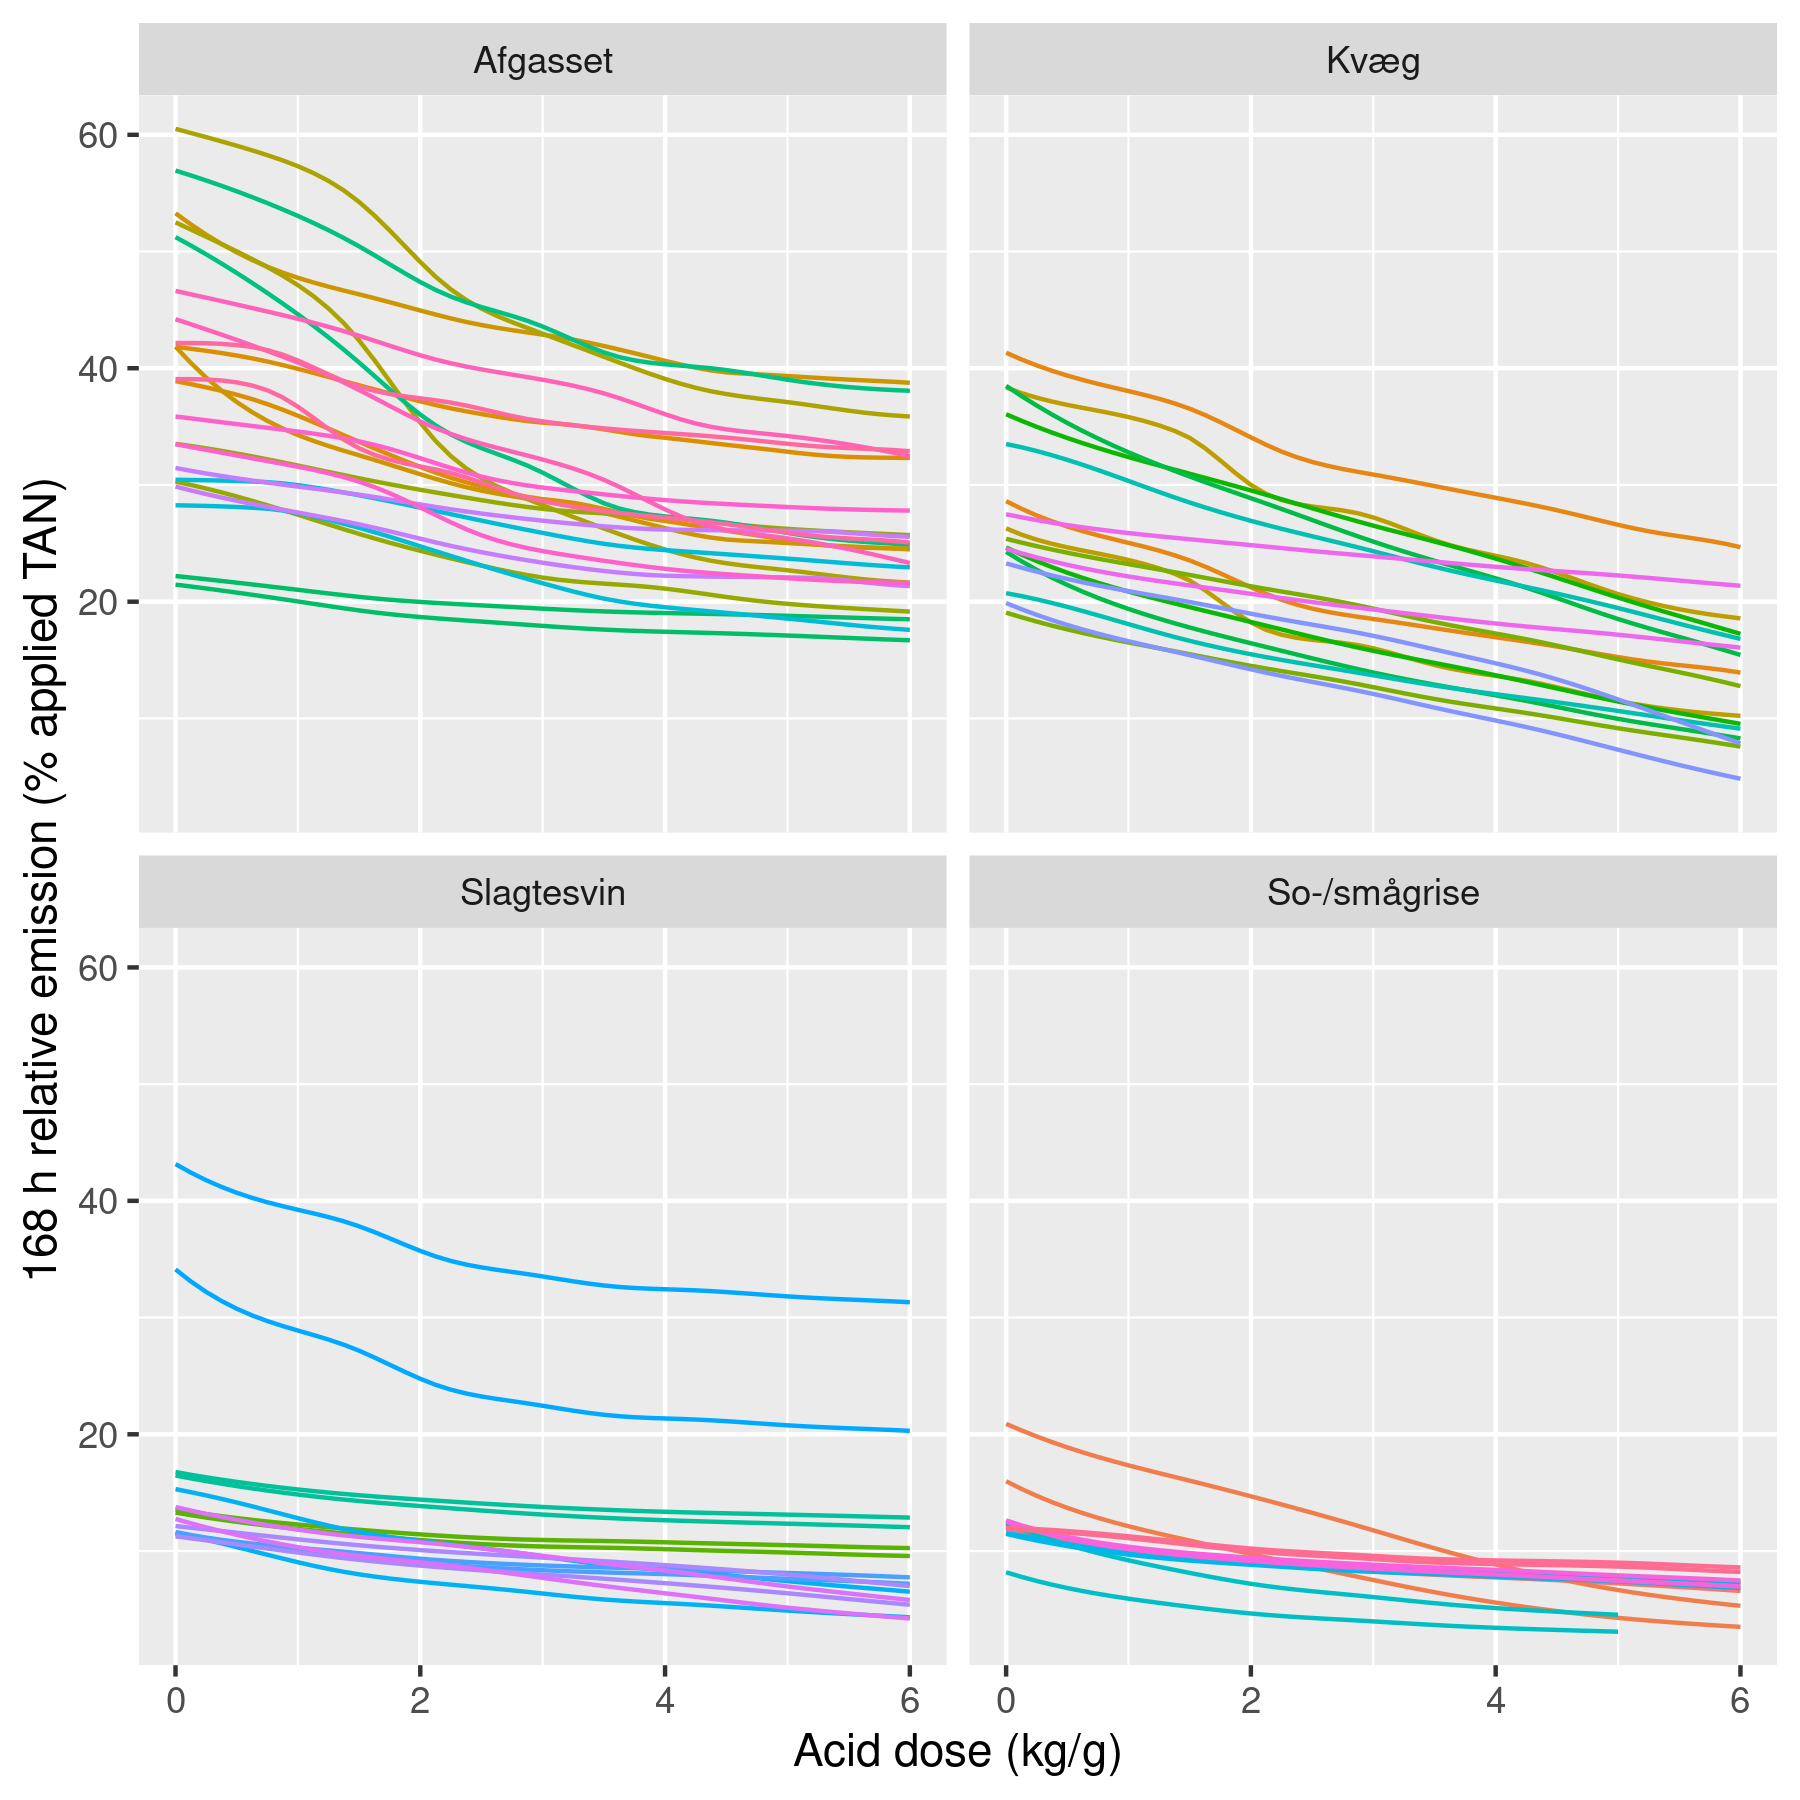 Afgasset
Kvæg
60
40
20
Slagtesvin
So-/smågrise
60
40
20
0 2 4 6
0 2 4 6
Acid dose (kg/g)
168 h relative emission (% applied TAN)